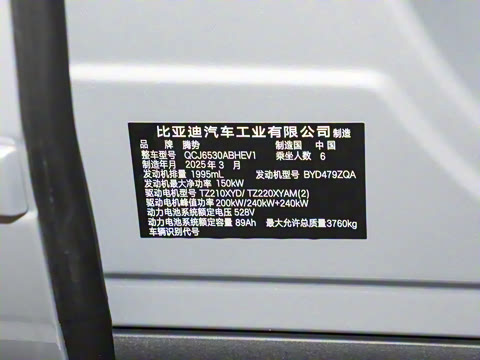 比亚迪汽车工业有限公司 制造
品 牌 腾势 制造国 中 国
整车型号 QCJ6530ABHEV1 乘坐人数 6
制造年月 2025 年 3 月
发动机排量 1995mL 发动机型号 BYD479ZQA
发动机最大净功率 150kW
驱动电机型号 TZ210XYD/ TZ220XYAM(2)
驱动电机峰值功率 200kW/240kW+240kW
动力电池系统额定电压 528V
动力电池系统额定容量 89Ah 最大允许总质量3760kg
车辆识别代号